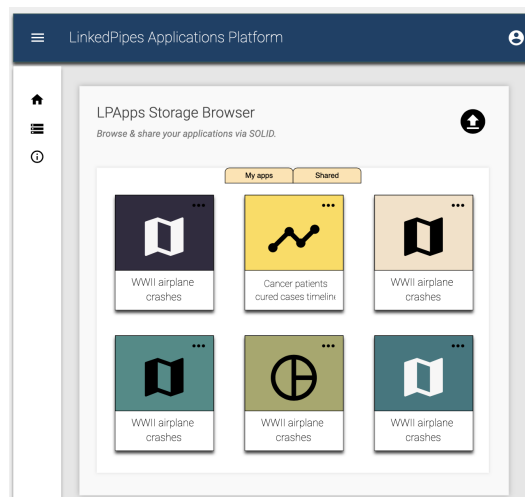 LinkedPipes Applications Platform
LPApps Storage Browser
Browse & share your applications via SOLID.
My apps Shared
WWII airplane
crashes
Cancer patients
cured cases timeline
WWII airplane
crashes
WWII airplane
crashes
WWII airplane
crashes
WWII airplane
crashes